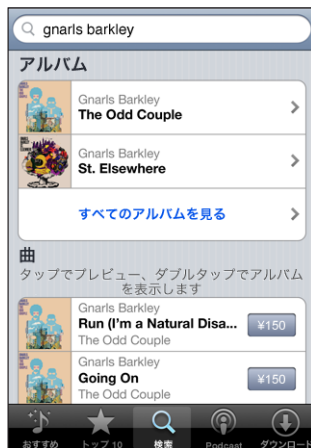 gnarls barkley
アルバム
Gnarls Barkley
The Odd Couple
Gnarls Barkley
St. Elsewhere
すべてのアルバムを見る
曲
タップでプレビュー、ダブルタップでアルバム
を表示します
Gnarls Barkley
Run (I'm a Natural Disa...
The Odd Couple
¥150
Gnarls Barkley
Going On
The Odd Couple
¥150
おすすめ
トップ 10
検索
Podcast
ダウンロード